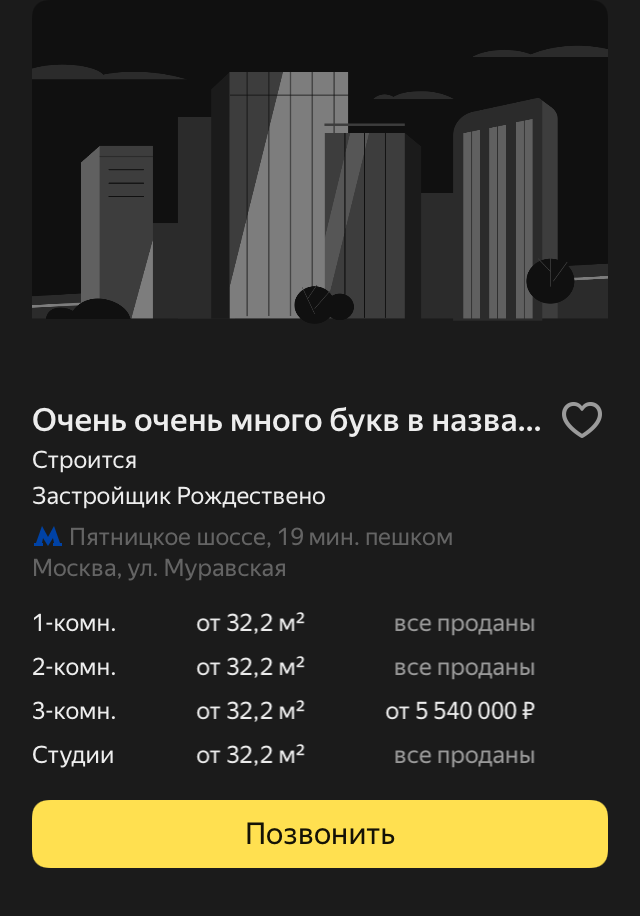 Очень очень много букв в назва...
Строится
Застройщик Рождествено
Пятницкое шоссе, 19 мин. пешком
Москва, ул. Муравская
1-комн. от 32,2 м² все проданы
2-комн. от 32,2 м² все проданы
3-комн. от 32,2 м² от 5 540 000 ₽
Студии от 32,2 м² все проданы
Позвонить